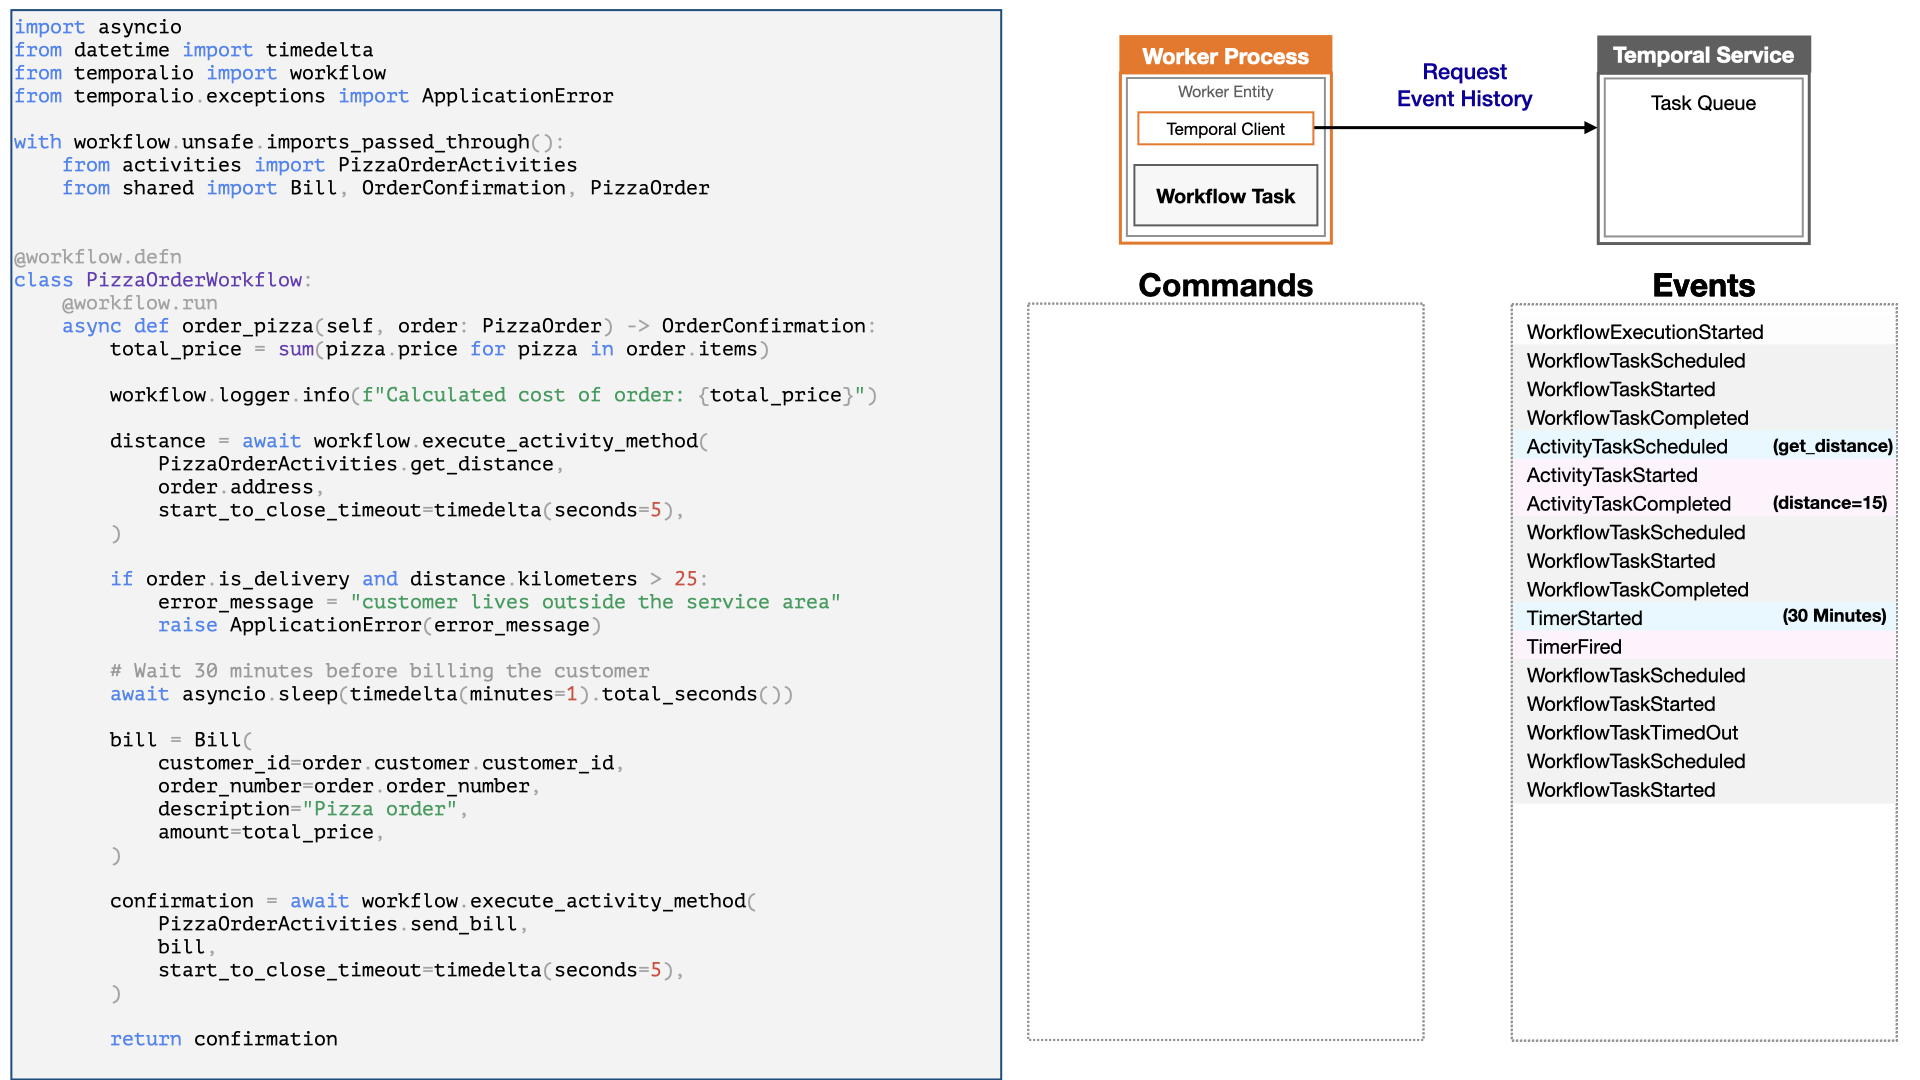 import asyncio
from datetime import timedelta
from temporalio import workflow
from temporalio.exceptions import ApplicationError

with workflow.unsafe.imports_passed_through():
    from activities import PizzaOrderActivities
    from shared import Bill, OrderConfirmation, PizzaOrder

@workflow.defn
class PizzaOrderWorkflow:
    @workflow.run
    async def order_pizza(self, order: PizzaOrder) -> OrderConfirmation:
        total_price = sum(pizza.price for pizza in order.items)

        workflow.logger.info(f"Calculated cost of order: {total_price}")

        distance = await workflow.execute_activity_method(
            PizzaOrderActivities.get_distance,
            order.address,
            start_to_close_timeout=timedelta(seconds=5),
        )

        if order.is_delivery and distance.kilometers > 25:
            error_message = "customer lives outside the service area"
            raise ApplicationError(error_message)

        # Wait 30 minutes before billing the customer
        await asyncio.sleep(timedelta(minutes=1).total_seconds())

        bill = Bill(
            customer_id=order.customer.customer_id,
            order_number=order.order_number,
            description="Pizza order",
            amount=total_price,
        )

        confirmation = await workflow.execute_activity_method(
            PizzaOrderActivities.send_bill,
            bill,
            start_to_close_timeout=timedelta(seconds=5),
        )

        return confirmation
Worker Process
Worker Entity
Temporal Client
Workflow Task
Request
Event History
Temporal Service
Task Queue
Commands
Events
WorkflowExecutionStarted
WorkflowTaskScheduled
WorkflowTaskStarted
WorkflowTaskCompleted
ActivityTaskScheduled (get_distance)
ActivityTaskStarted
ActivityTaskCompleted (distance=15)
WorkflowTaskScheduled
WorkflowTaskStarted
WorkflowTaskCompleted
TimerStarted (30 Minutes)
TimerFired
WorkflowTaskScheduled
WorkflowTaskStarted
WorkflowTaskTimedOut
WorkflowTaskScheduled
WorkflowTaskStarted